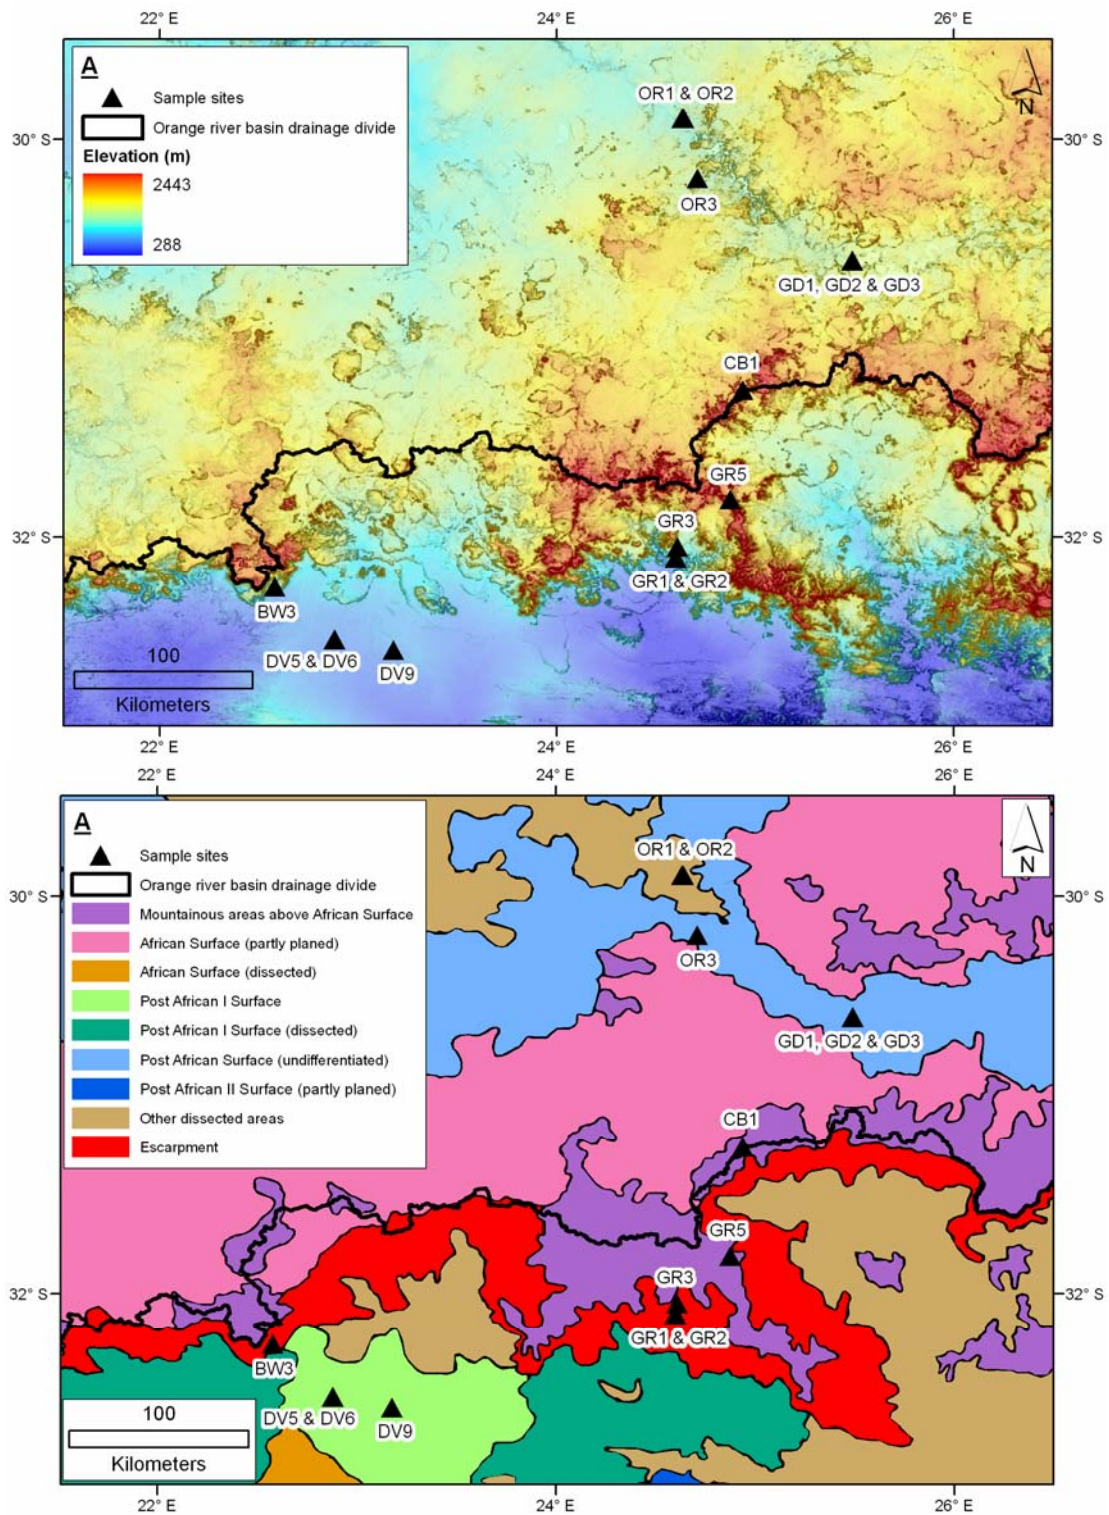 22° E
24° E
26° E
A
Sample sites
Orange river basin drainage divide
Elevation (m)
2443
288
N
OR1 & OR2
30° S
30° S
OR3
GD1, GD2 & GD3
CB1
GR5
GR3
32° S
32° S
GR1 & GR2
BW3
DV5 & DV6
DV9
100
Kilometers
22° E
24° E
26° E
22° E
24° E
26° E
A
Sample sites
Orange river basin drainage divide
Mountainous areas above African Surface
African Surface (partly planed)
African Surface (dissected)
Post African I Surface
Post African I Surface (dissected)
Post African Surface (undifferentiated)
Post African II Surface (partly planed)
Other dissected areas
Escarpment
N
OR1 & OR2
30° S
30° S
OR3
GD1, GD2 & GD3
CB1
GR5
GR3
32° S
32° S
GR1 & GR2
BW3
DV5 & DV6
DV9
100
Kilometers
22° E
24° E
26° E